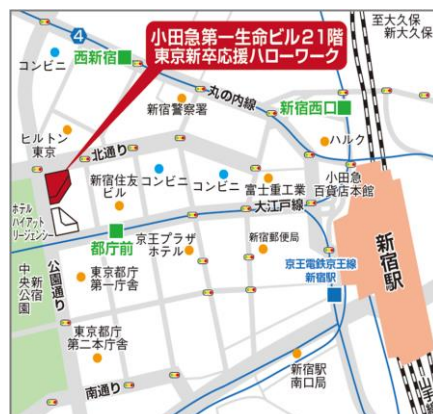 小田急第一生命ビル21階
東京新卒応援ハローワーク
至大久保
新大久保
4
西新宿
コンビニ
丸の内線
新宿警察署
新宿西口
ヒルトン
東京
北通り
ハルク
小田急
百貨店本館
新宿住友
ビル
コンビニ
コンビニ
富士重工業
大江戸線
ホテル
ハイアット
リージェンシー
都庁前
京王プラザ
ホテル
新宿郵便局
京王電鉄京王線
新宿駅
新宿駅
新宿
中央公園
公園通り
東京都庁
第一庁舎
東京都庁
第二本庁舎
南通り
新宿駅
南口局
山手